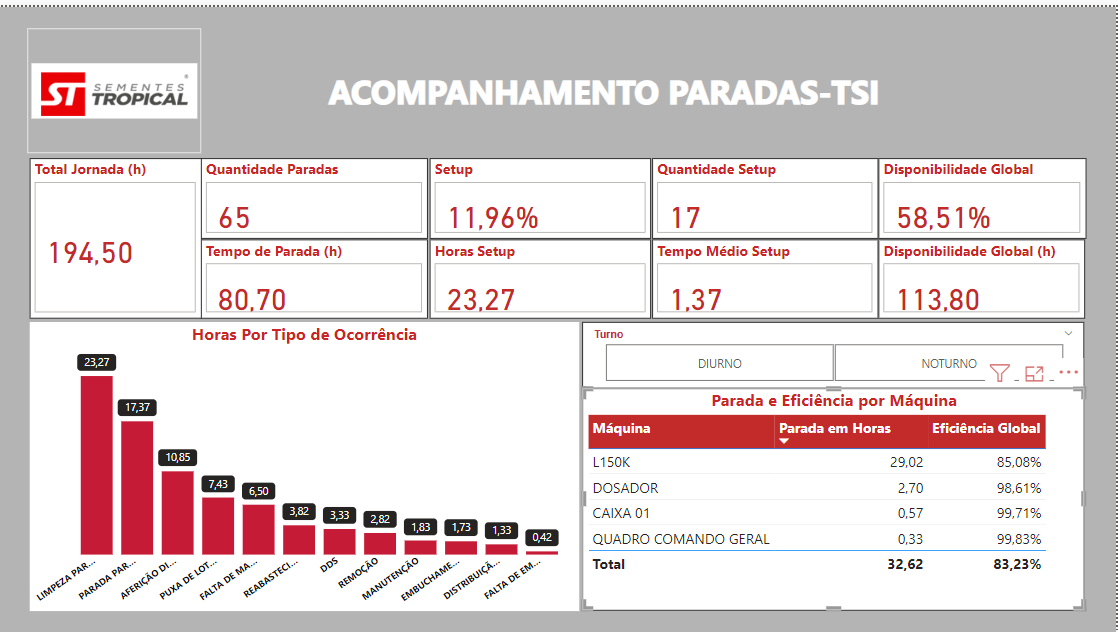 ST SEMENTES
TROPICAL®
ACOMPANHAMENTO PARADAS-TSI
Total Jornada (h)
194,50
Quantidade Paradas
65
Setup
11,96%
Quantidade Setup
17
Disponibilidade Global
58,51%
Tempo de Parada (h)
80,70
Horas Setup
23,27
Tempo Médio Setup
1,37
Disponibilidade Global (h)
113,80
Horas Por Tipo de Ocorrência
23,27
17,37
10,85
7,43
6,50
3,82
3,33
2,82
1,83
1,73
1,33
0,42
LIMPEZA PAR...
PARADA PAR...
AFERIÇÃO DI...
PUXA DE LOT...
FALTA DE MA...
REABASTECI...
DDS
REMOÇÃO
MANUTENÇÃO
EMBUCHAME...
DISTRIBUIÇÃ...
FALTA DE EM...
Turno
DIURNO NOTURNO
Parada e Eficiência por Máquina
Máquina Parada em Horas Eficiência Global
L150K 29,02 85,08%
DOSADOR 2,70 98,61%
CAIXA 01 0,57 99,71%
QUADRO COMANDO GERAL 0,33 99,83%
Total 32,62 83,23%